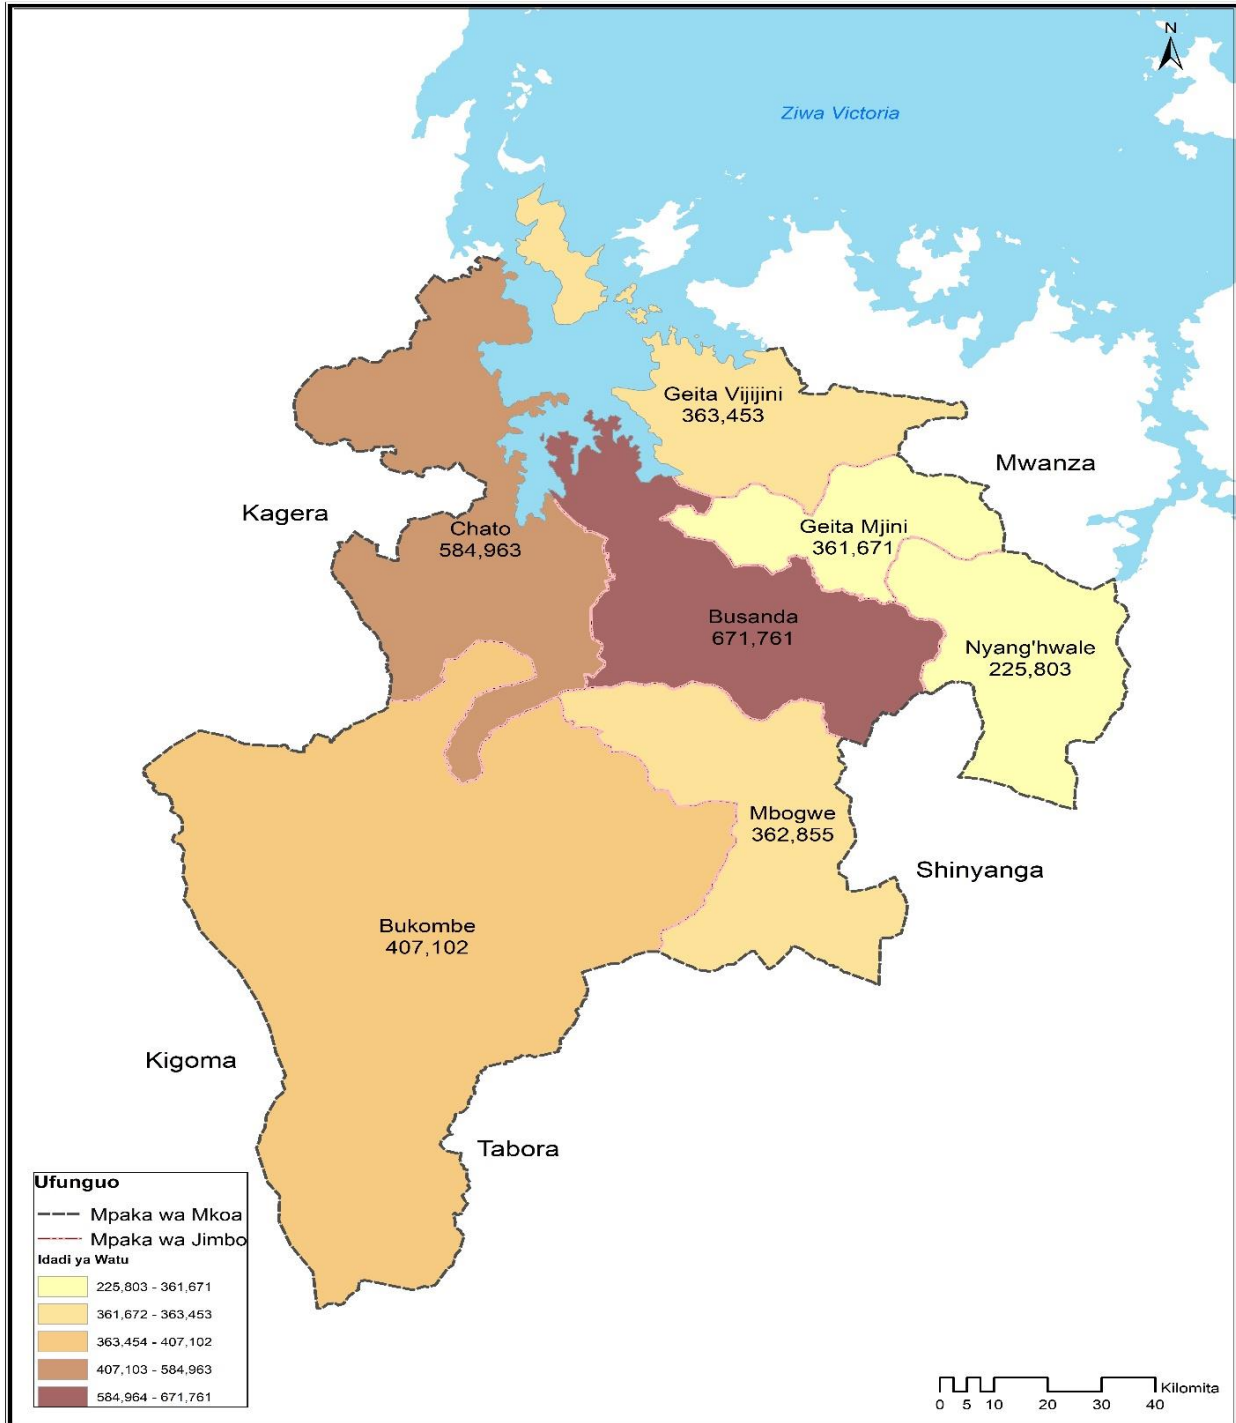 N
Ziwa Victoria
Geita Vijijini
363,453
Mwanza
Kagera
Chato
584,963
Geita Mjini
361,671
Busanda
671,761
Nyang'hwale
225,803
Mbogwe
362,855
Shinyanga
Bukombe
407,102
Kigoma
Tabora
Ufunguo
Mpaka wa Mkoa
Mpaka wa Jimbo
Idadi ya Watu
225,803 - 361,671
361,672 - 363,453
363,454 - 407,102
407,103 - 584,963
584,964 - 671,761
Kilomita
0 5 10 20 30 40